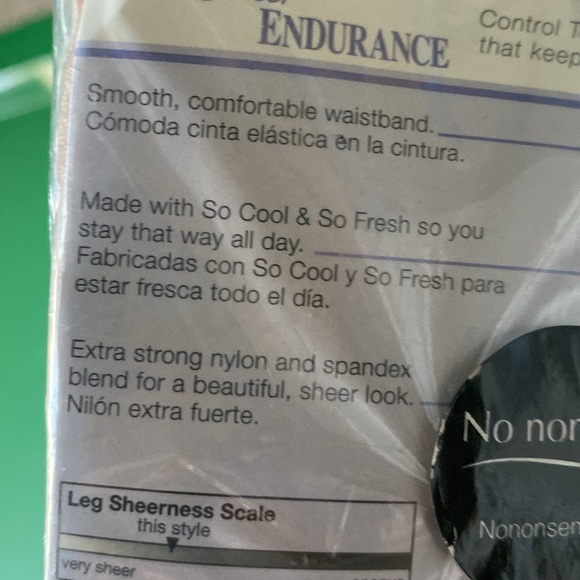 ENDURANCE
Control
that keep
Smooth, comfortable waistband.
Cómoda cinta elástica en la cintura.
Made with So Cool & So Fresh so you
stay that way all day.
Fabricadas con So Cool y So Fresh para
estar fresca todo el día.
Extra strong nylon and spandex
blend for a beautiful, sheer look.
Nilón extra fuerte.
No non
Nononsen
Leg Sheerness Scale
this style
very sheer